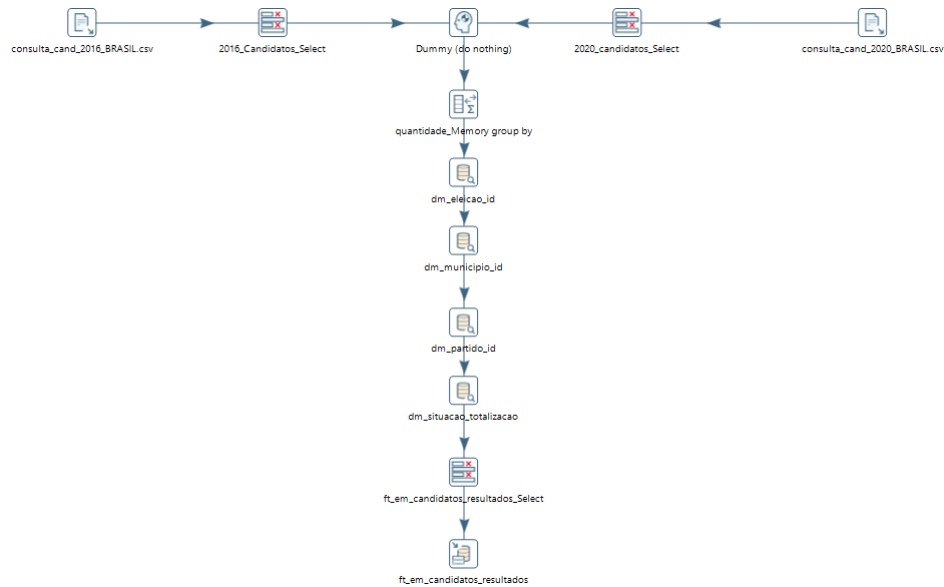 consulta_cand_2016_BRASIL.csv
2016_Candidatos_Select
Dummy (do nothing)
2020_candidatos_Select
consulta_cand_2020_BRASIL.csv
quantidade_Memory group by
dm_eleicao_id
dm_municipio_id
dm_partido_id
dm_situacao_totalizacao
ft_em_candidatos_resultados_Select
ft_em_candidatos_resultados